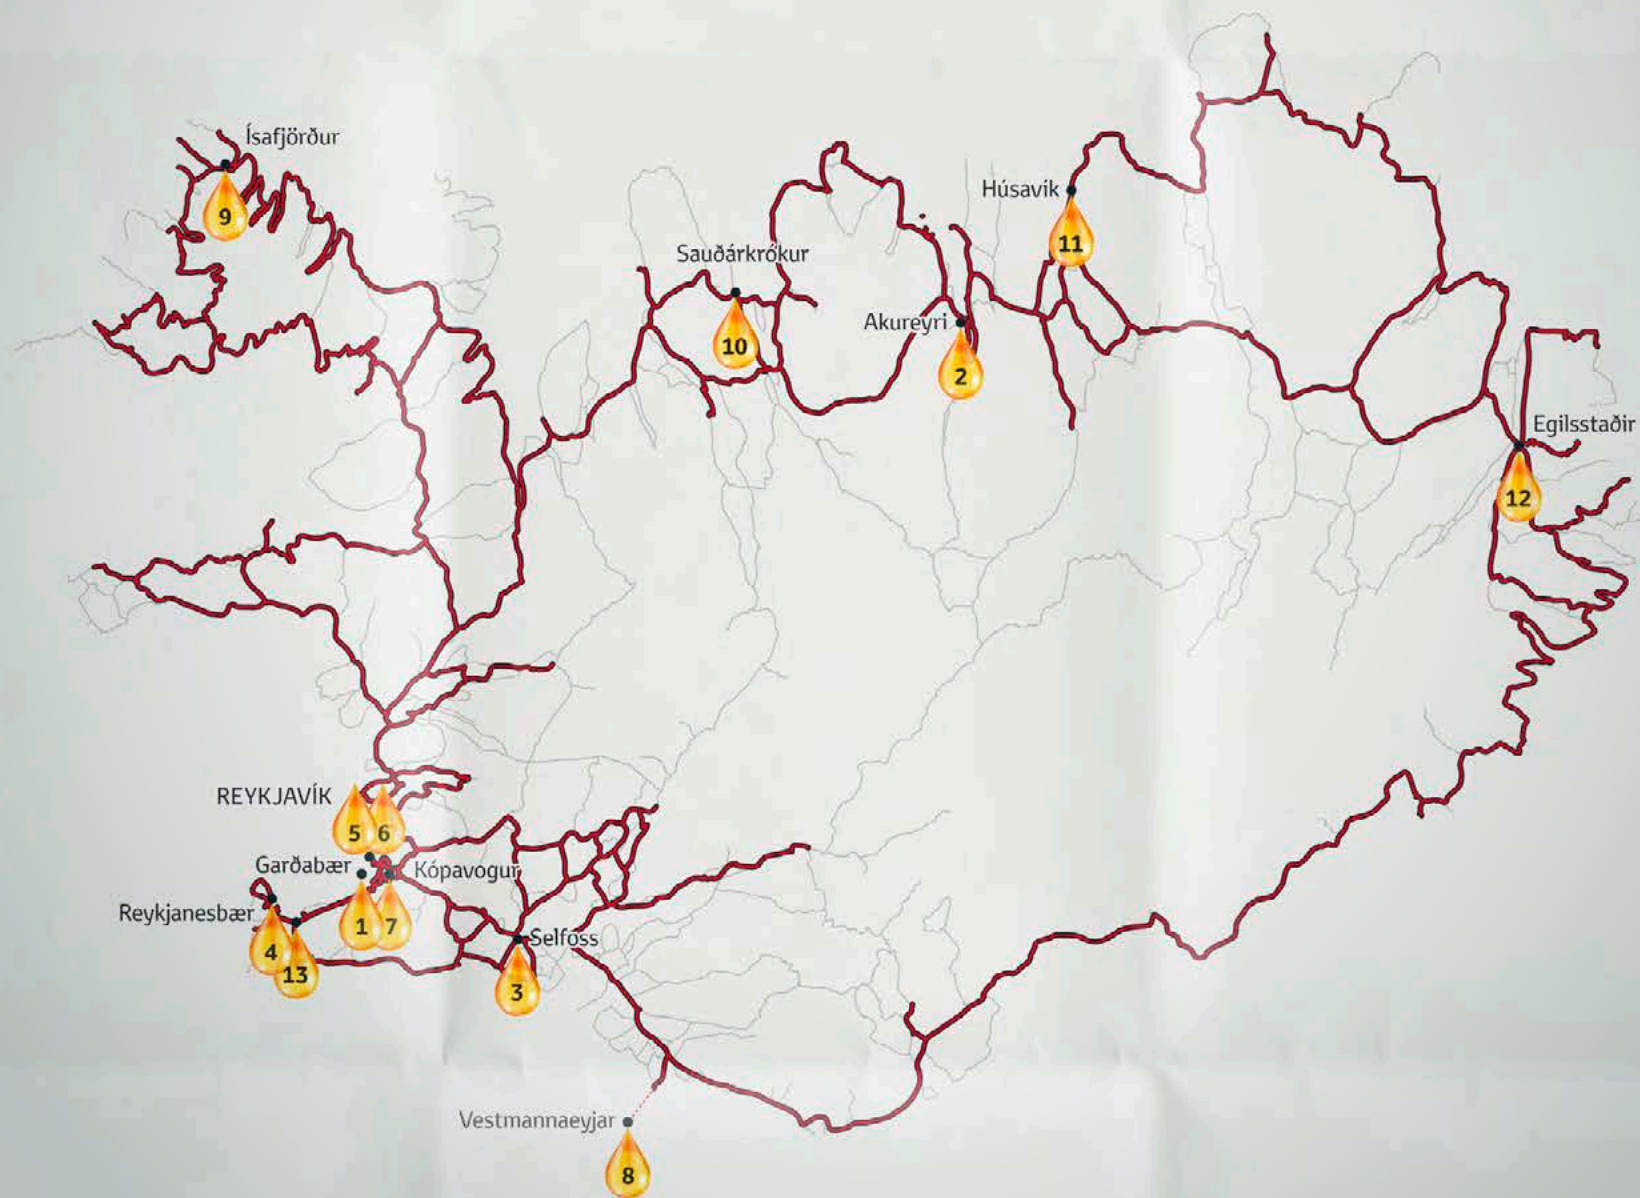 Ísafjörður
9
Húsavík
11
Sauðárkrókur
10
Akureyri
2
Egilsstaðir
12
REYKJAVÍK
5 6
Garðabær
Kópavogur
Reykjanesbær
1 7
4
13
Selfoss
3
Vestmannaeyjar
8